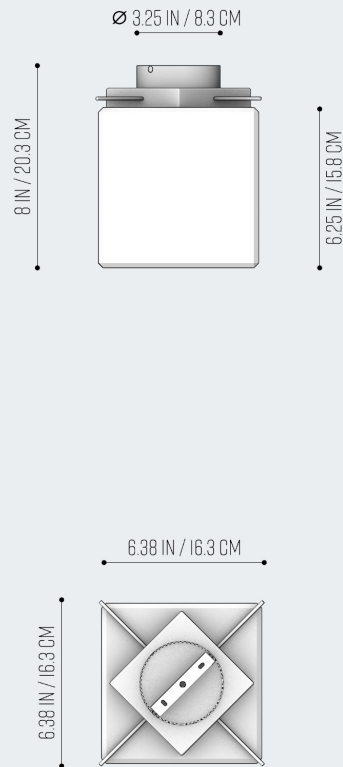 Ø 3.25 IN / 8.3 CM
8 IN / 20.3 CM
6.25 IN / 15.8 CM
6.38 IN / 16.3 CM
6.38 IN / 16.3 CM